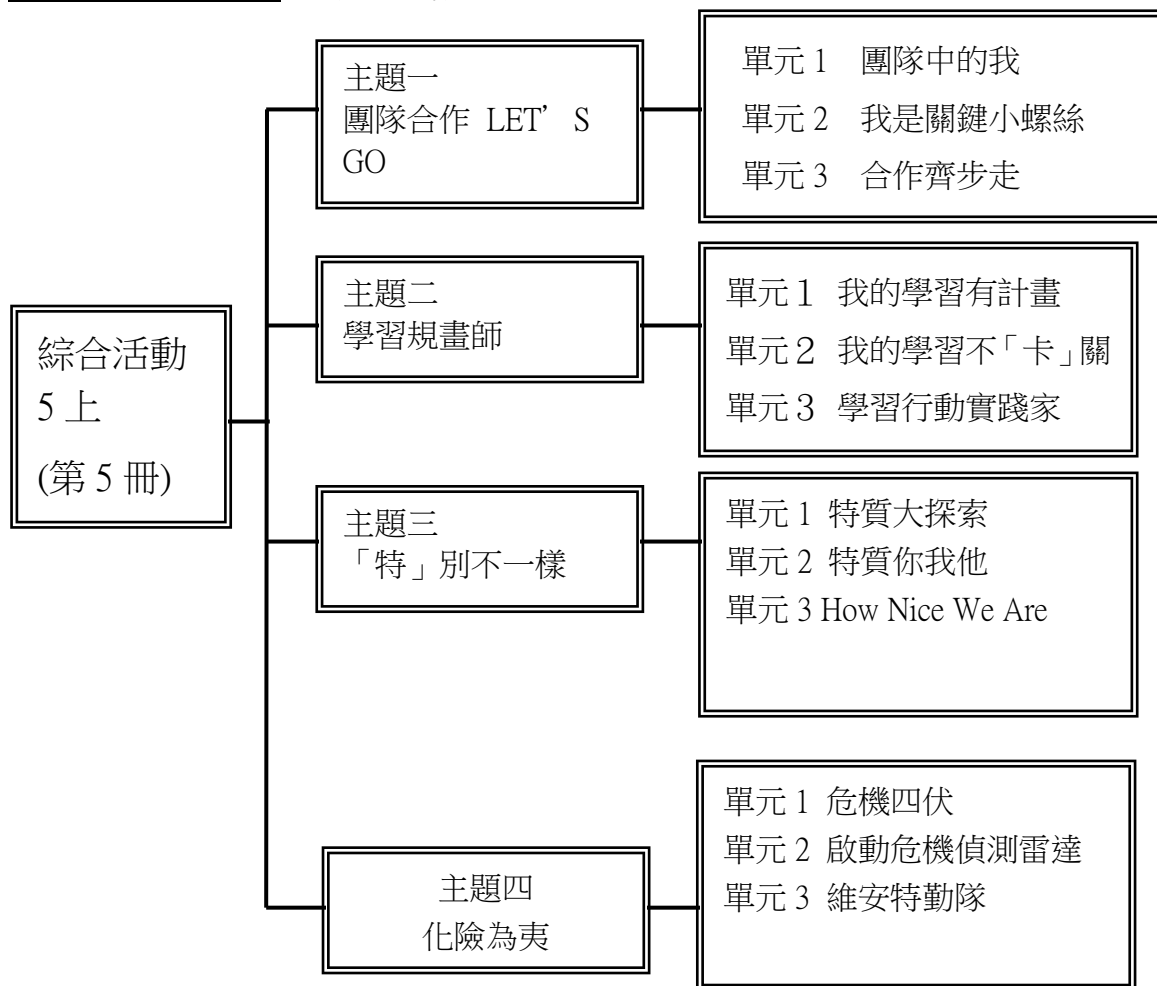 綜合活動
5 上
(第 5 冊)
主題一
團隊合作 LET’S
GO
單元 1 團隊中的我
單元 2 我是關鍵小螺絲
單元 3 合作齊步走
主題二
學習規畫師
單元 1 我的學習有計畫
單元 2 我的學習不「卡」關
單元 3 學習行動實踐家
主題三
「特」別不一樣
單元 1 特質大探索
單元 2 特質你我他
單元 3 How Nice We Are
主題四
化險為夷
單元 1 危機四伏
單元 2 啟動危機偵測雷達
單元 3 維安特勤隊